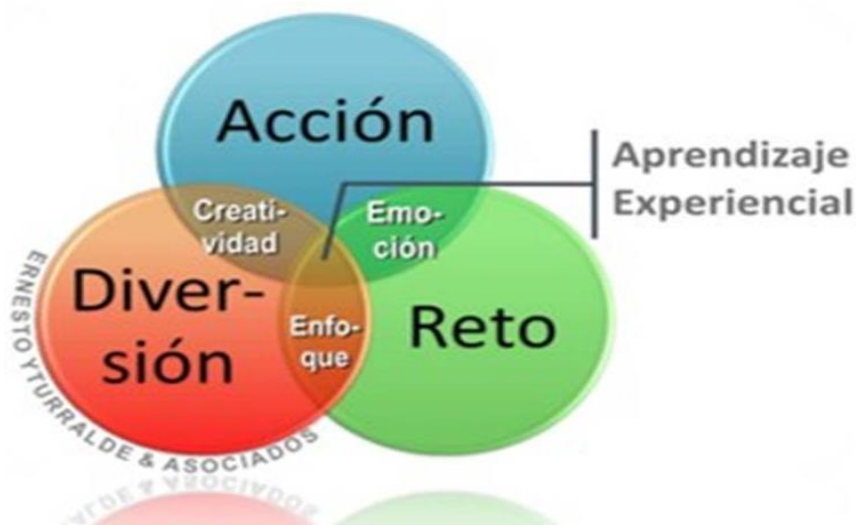 Acción
Aprendizaje
Experiencial
Creati-
vidad
Emo-
ción
Diver-
sión
Enfo-
que
Reto
ERNESTO YTURRALDE & ASOCIADOS